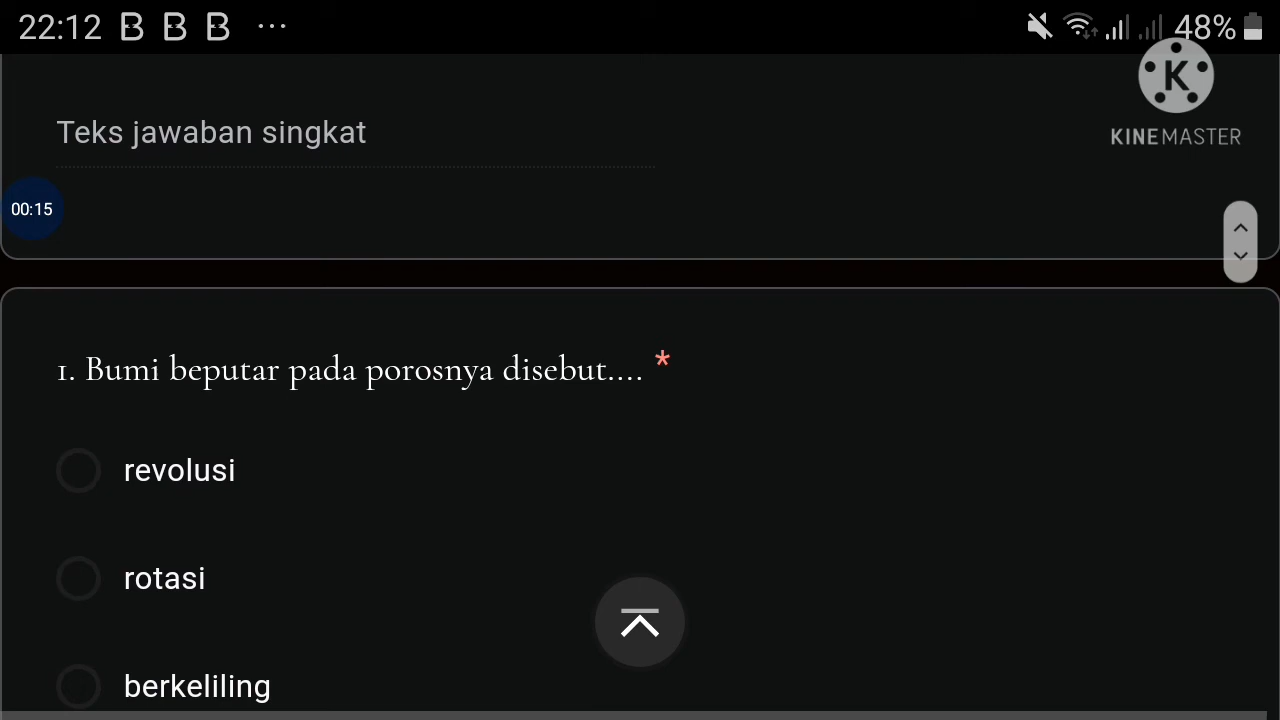 22:12 B B B ... 48%
KINEMASTER
Teks jawaban singkat
00:15
1. Bumi beputar pada porosnya disebut.... *
revolusi
rotasi
berkeliling